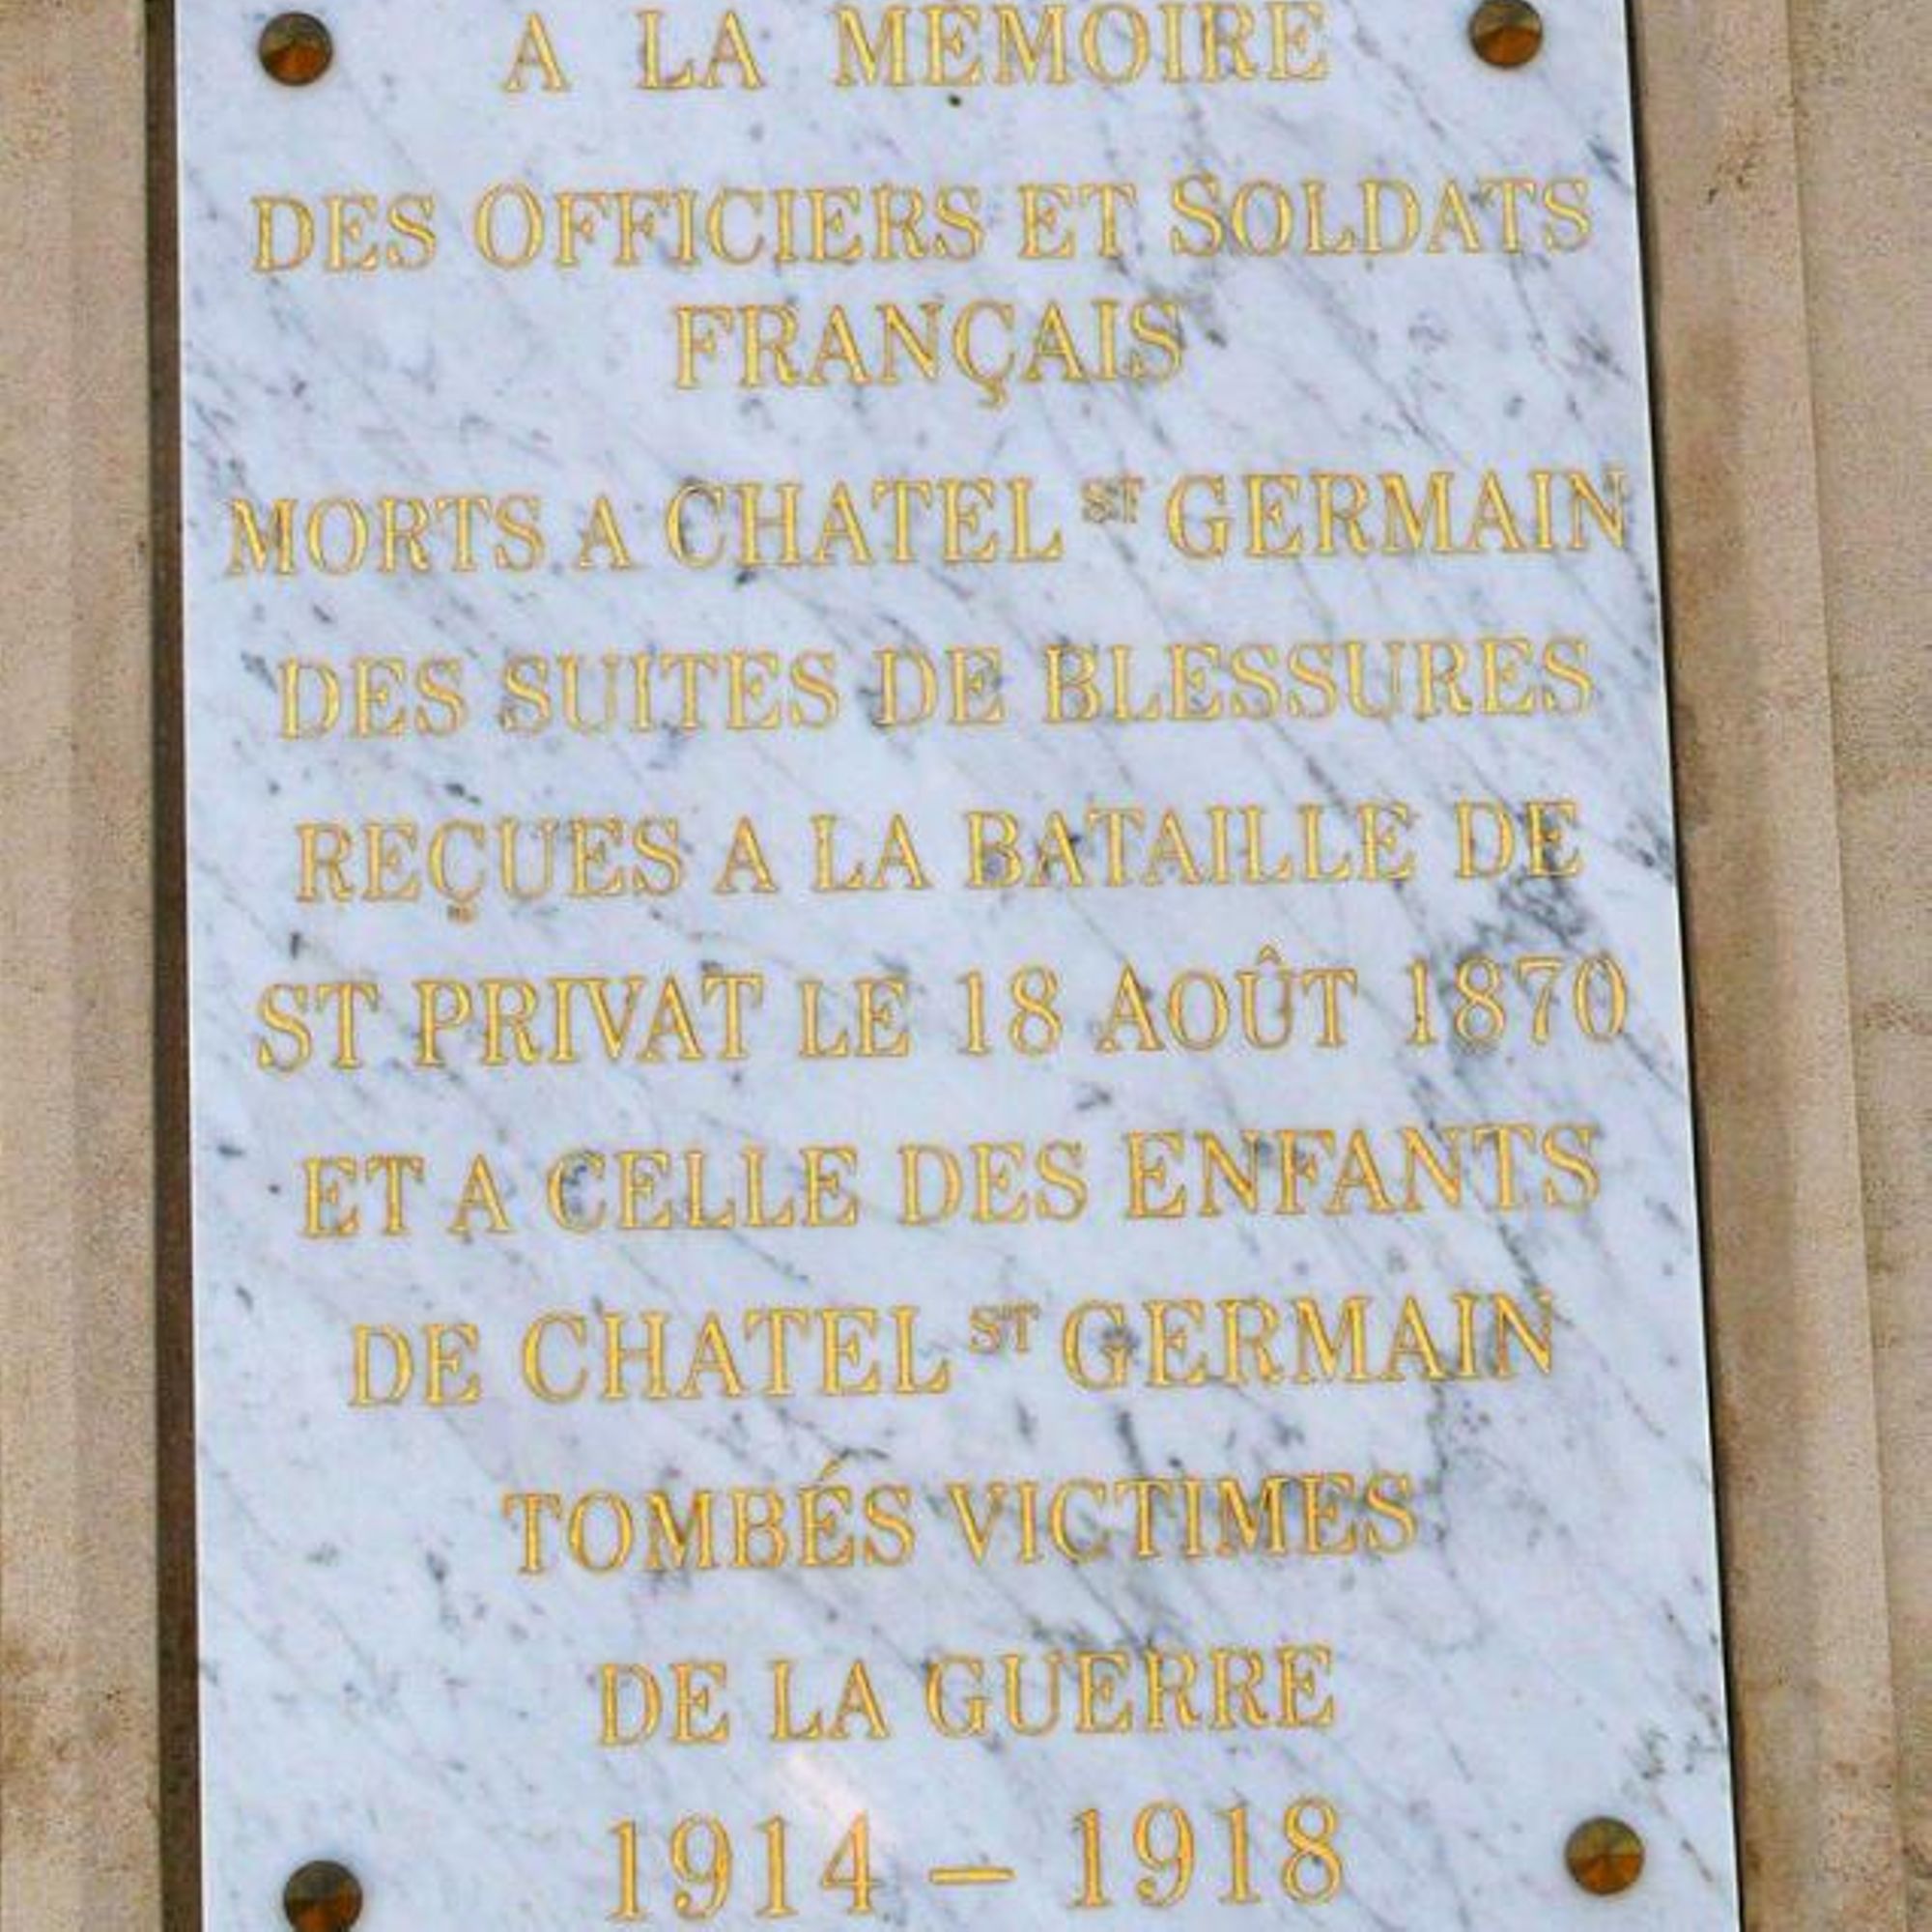 A LA MEMOIRE
DES OFFICIERS ET SOLDATS
FRANÇAIS
MORTS A CHATEL ST GERMAIN
DES SUITES DE BLESSURES
REÇUES A LA BATAILLE DE
ST PRIVAT LE 18 AOÛT 1870
ET A CELLE DES ENFANTS
DE CHATEL ST GERMAIN
TOMBÉS VICTIMES
DE LA GUERRE
1914 – 1918